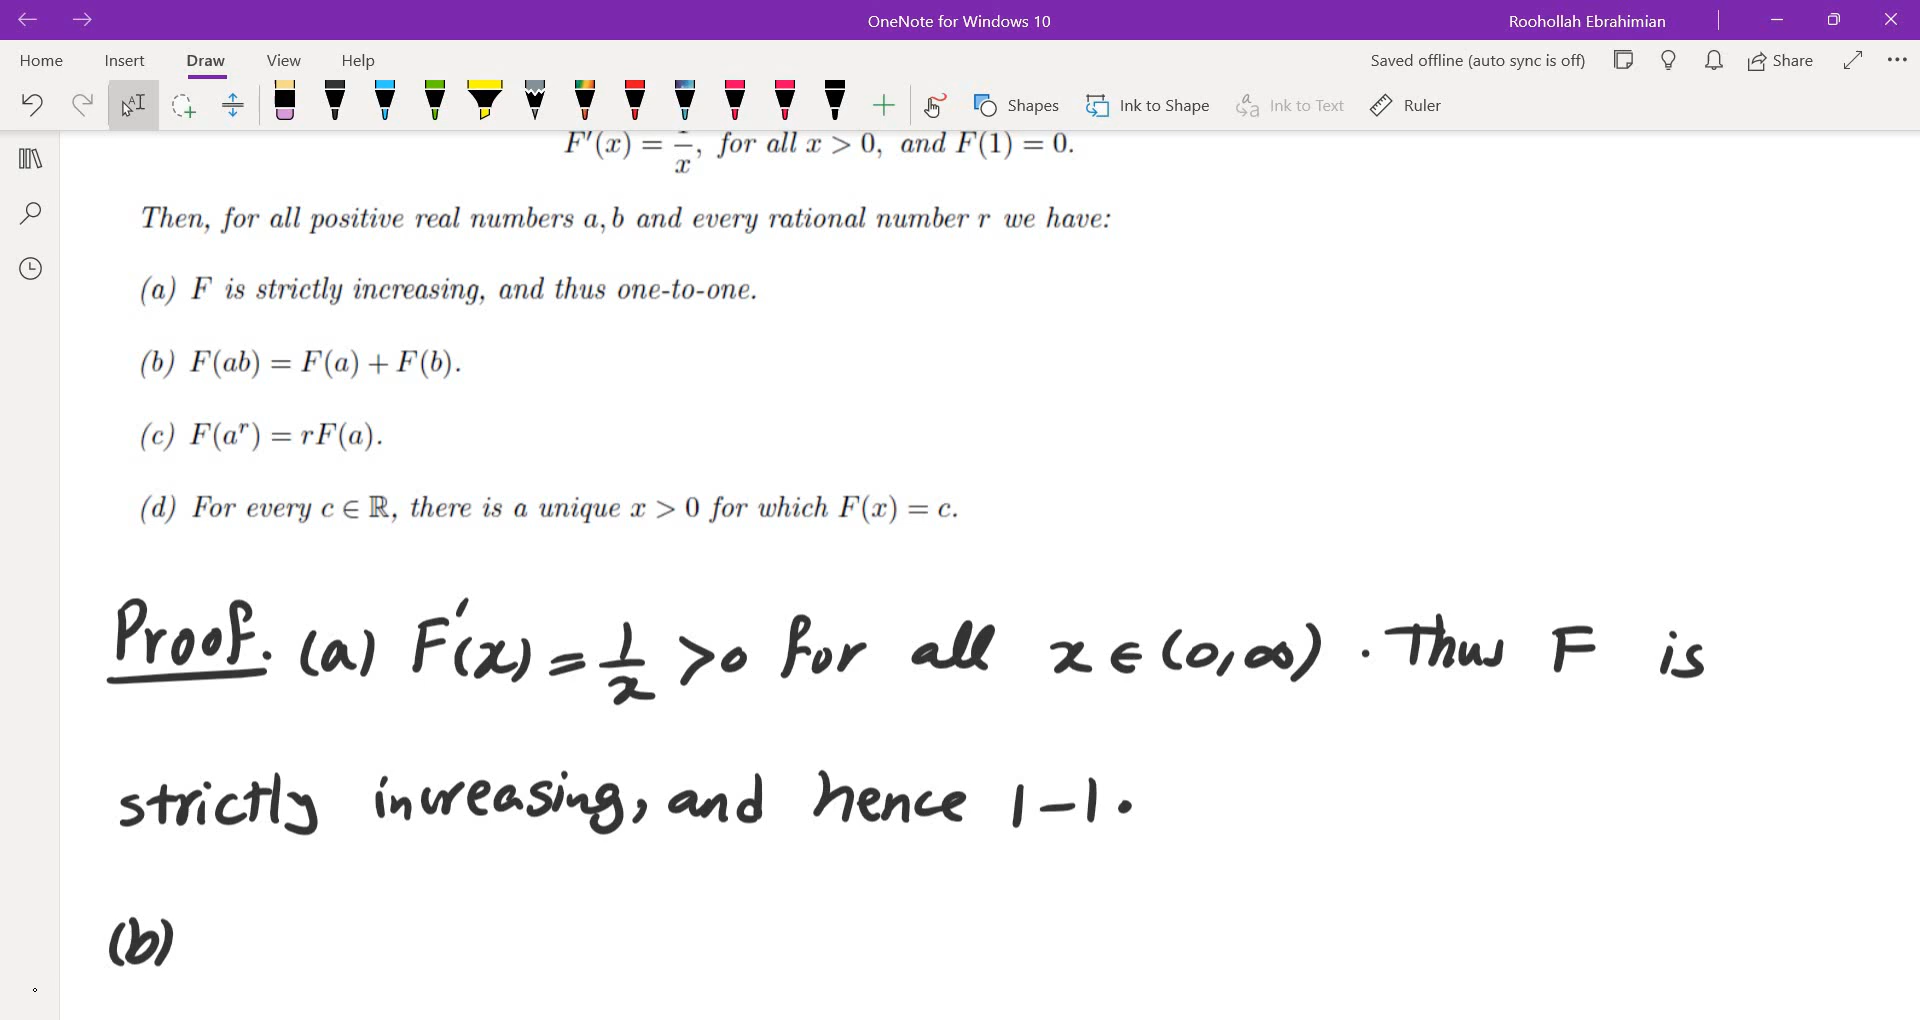 OneNote for Windows 10
Roohollah Ebrahimian
Home Insert Draw View Help
Saved offline (auto sync is off) Share
Shapes Ink to Shape Ink to Text Ruler
F′(x) = 1/x, for all x > 0, and F(1) = 0.
Then, for all positive real numbers a, b and every rational number r we have:
(a) F is strictly increasing, and thus one-to-one.
(b) F(ab) = F(a) + F(b).
(c) F(aʳ) = rF(a).
(d) For every c ∈ ℝ, there is a unique x > 0 for which F(x) = c.
Proof. (a) F′(x) = 1/x >0 for all x ∈ (0,∞). Thus F is
strictly increasing, and hence 1-1.
(b)